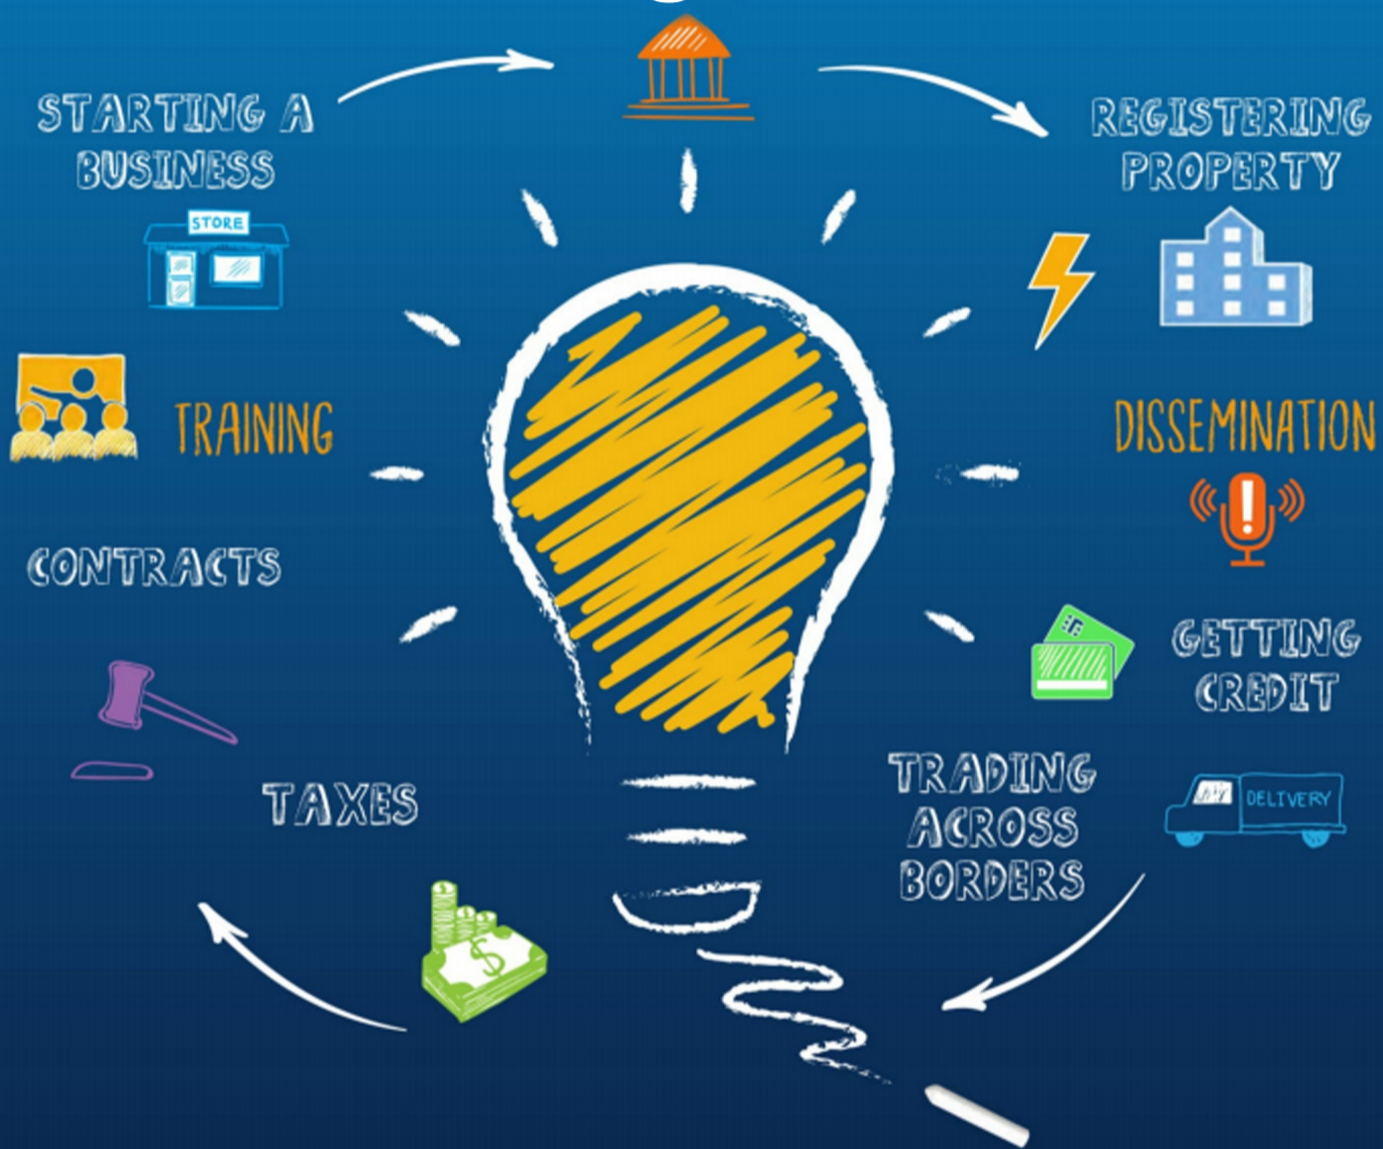 STARTING A
BUSINESS
STORE
REGISTERING
PROPERTY
TRAINING
DISSEMINATION
CONTRACTS
GETTING
CREDIT
TAXES
TRADING
ACROSS
BORDERS
DELIVERY
$